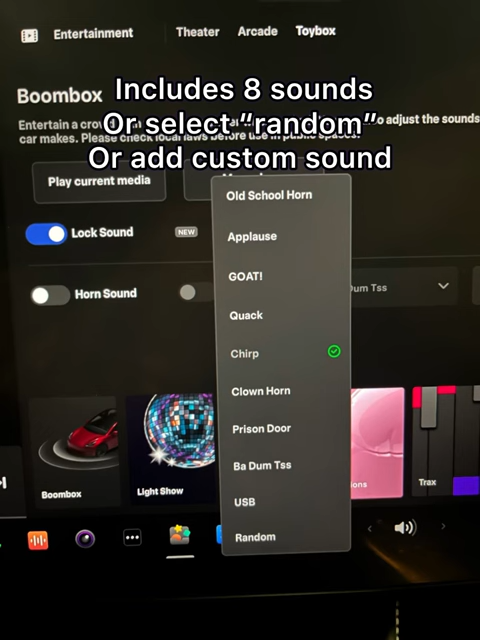 Entertainment
Theater
Arcade
Toybox
Boombox
Includes 8 sounds
Or select “random”
Or add custom sound
Entertain a
to adjust the sounds
car makes. Please check local laws before use in public spaces.
Play current media
Lock Sound
NEW
Horn Sound
Old School Horn
Applause
GOAT!
Quack
Chirp
Clown Horn
Prison Door
Ba Dum Tss
USB
Random
Dum Tss
Boombox
Light Show
ions
Trax